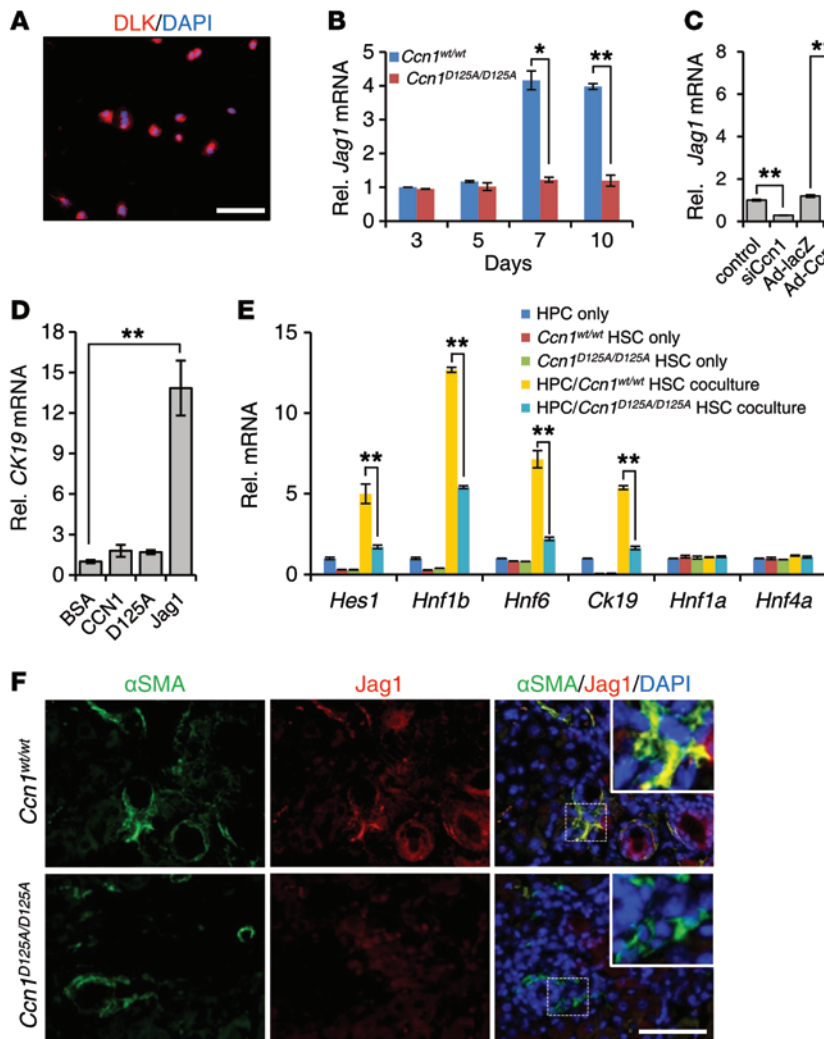 A
DLK/DAPI
B
Rel. Jag1 mRNA
5
4
3
2
1
0
Ccn1wt/wt
Ccn1D125A/D125A
*
**
3 5 7 10
Days
C
Rel. Jag1 mRNA
8
6
4
2
0
**
**
control
siCcn1
Ad-lacZ
D
Rel. CK19 mRNA
18
15
12
9
6
3
0
**
BSA
CCN1
D125A
Jag1
E
Rel. mRNA
15
10
5
0
HPC only
Ccn1wt/wt HSC only
Ccn1D125A/D125A HSC only
HPC/Ccn1wt/wt HSC coculture
HPC/Ccn1D125A/D125A HSC coculture
**
**
**
**
Hes1 Hnf1b Hnf6 Ck19 Hnf1a Hnf4a
F
αSMA Jag1 αSMA/Jag1/DAPI
Ccn1wt/wt
Ccn1D125A/D125A